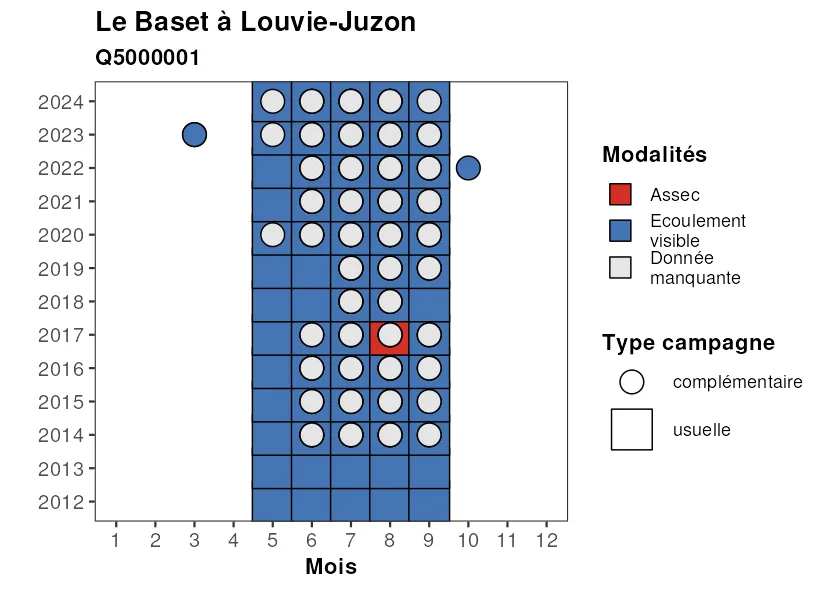 Le Baset à Louvie-Juzon
Q5000001
2024
2023
2022
2021
2020
2019
2018
2017
2016
2015
2014
2013
2012
1 2 3 4 5 6 7 8 9 10 11 12
Mois
Modalités
Assec
Ecoulement
visible
Donnée
manquante
Type campagne
complémentaire
usuelle